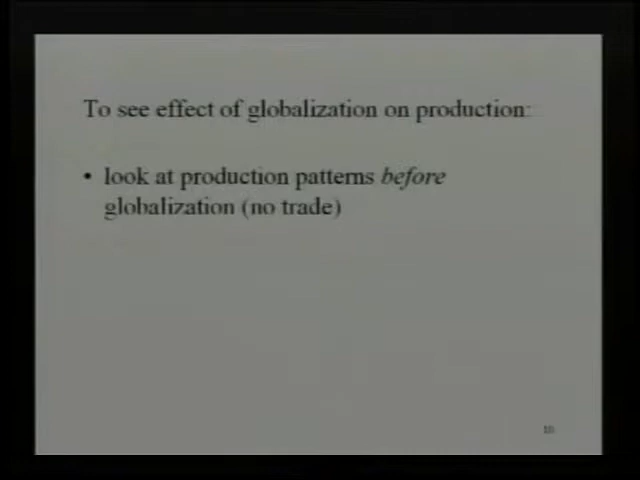 To see effect of globalization on production:
• look at production patterns before
globalization (no trade)